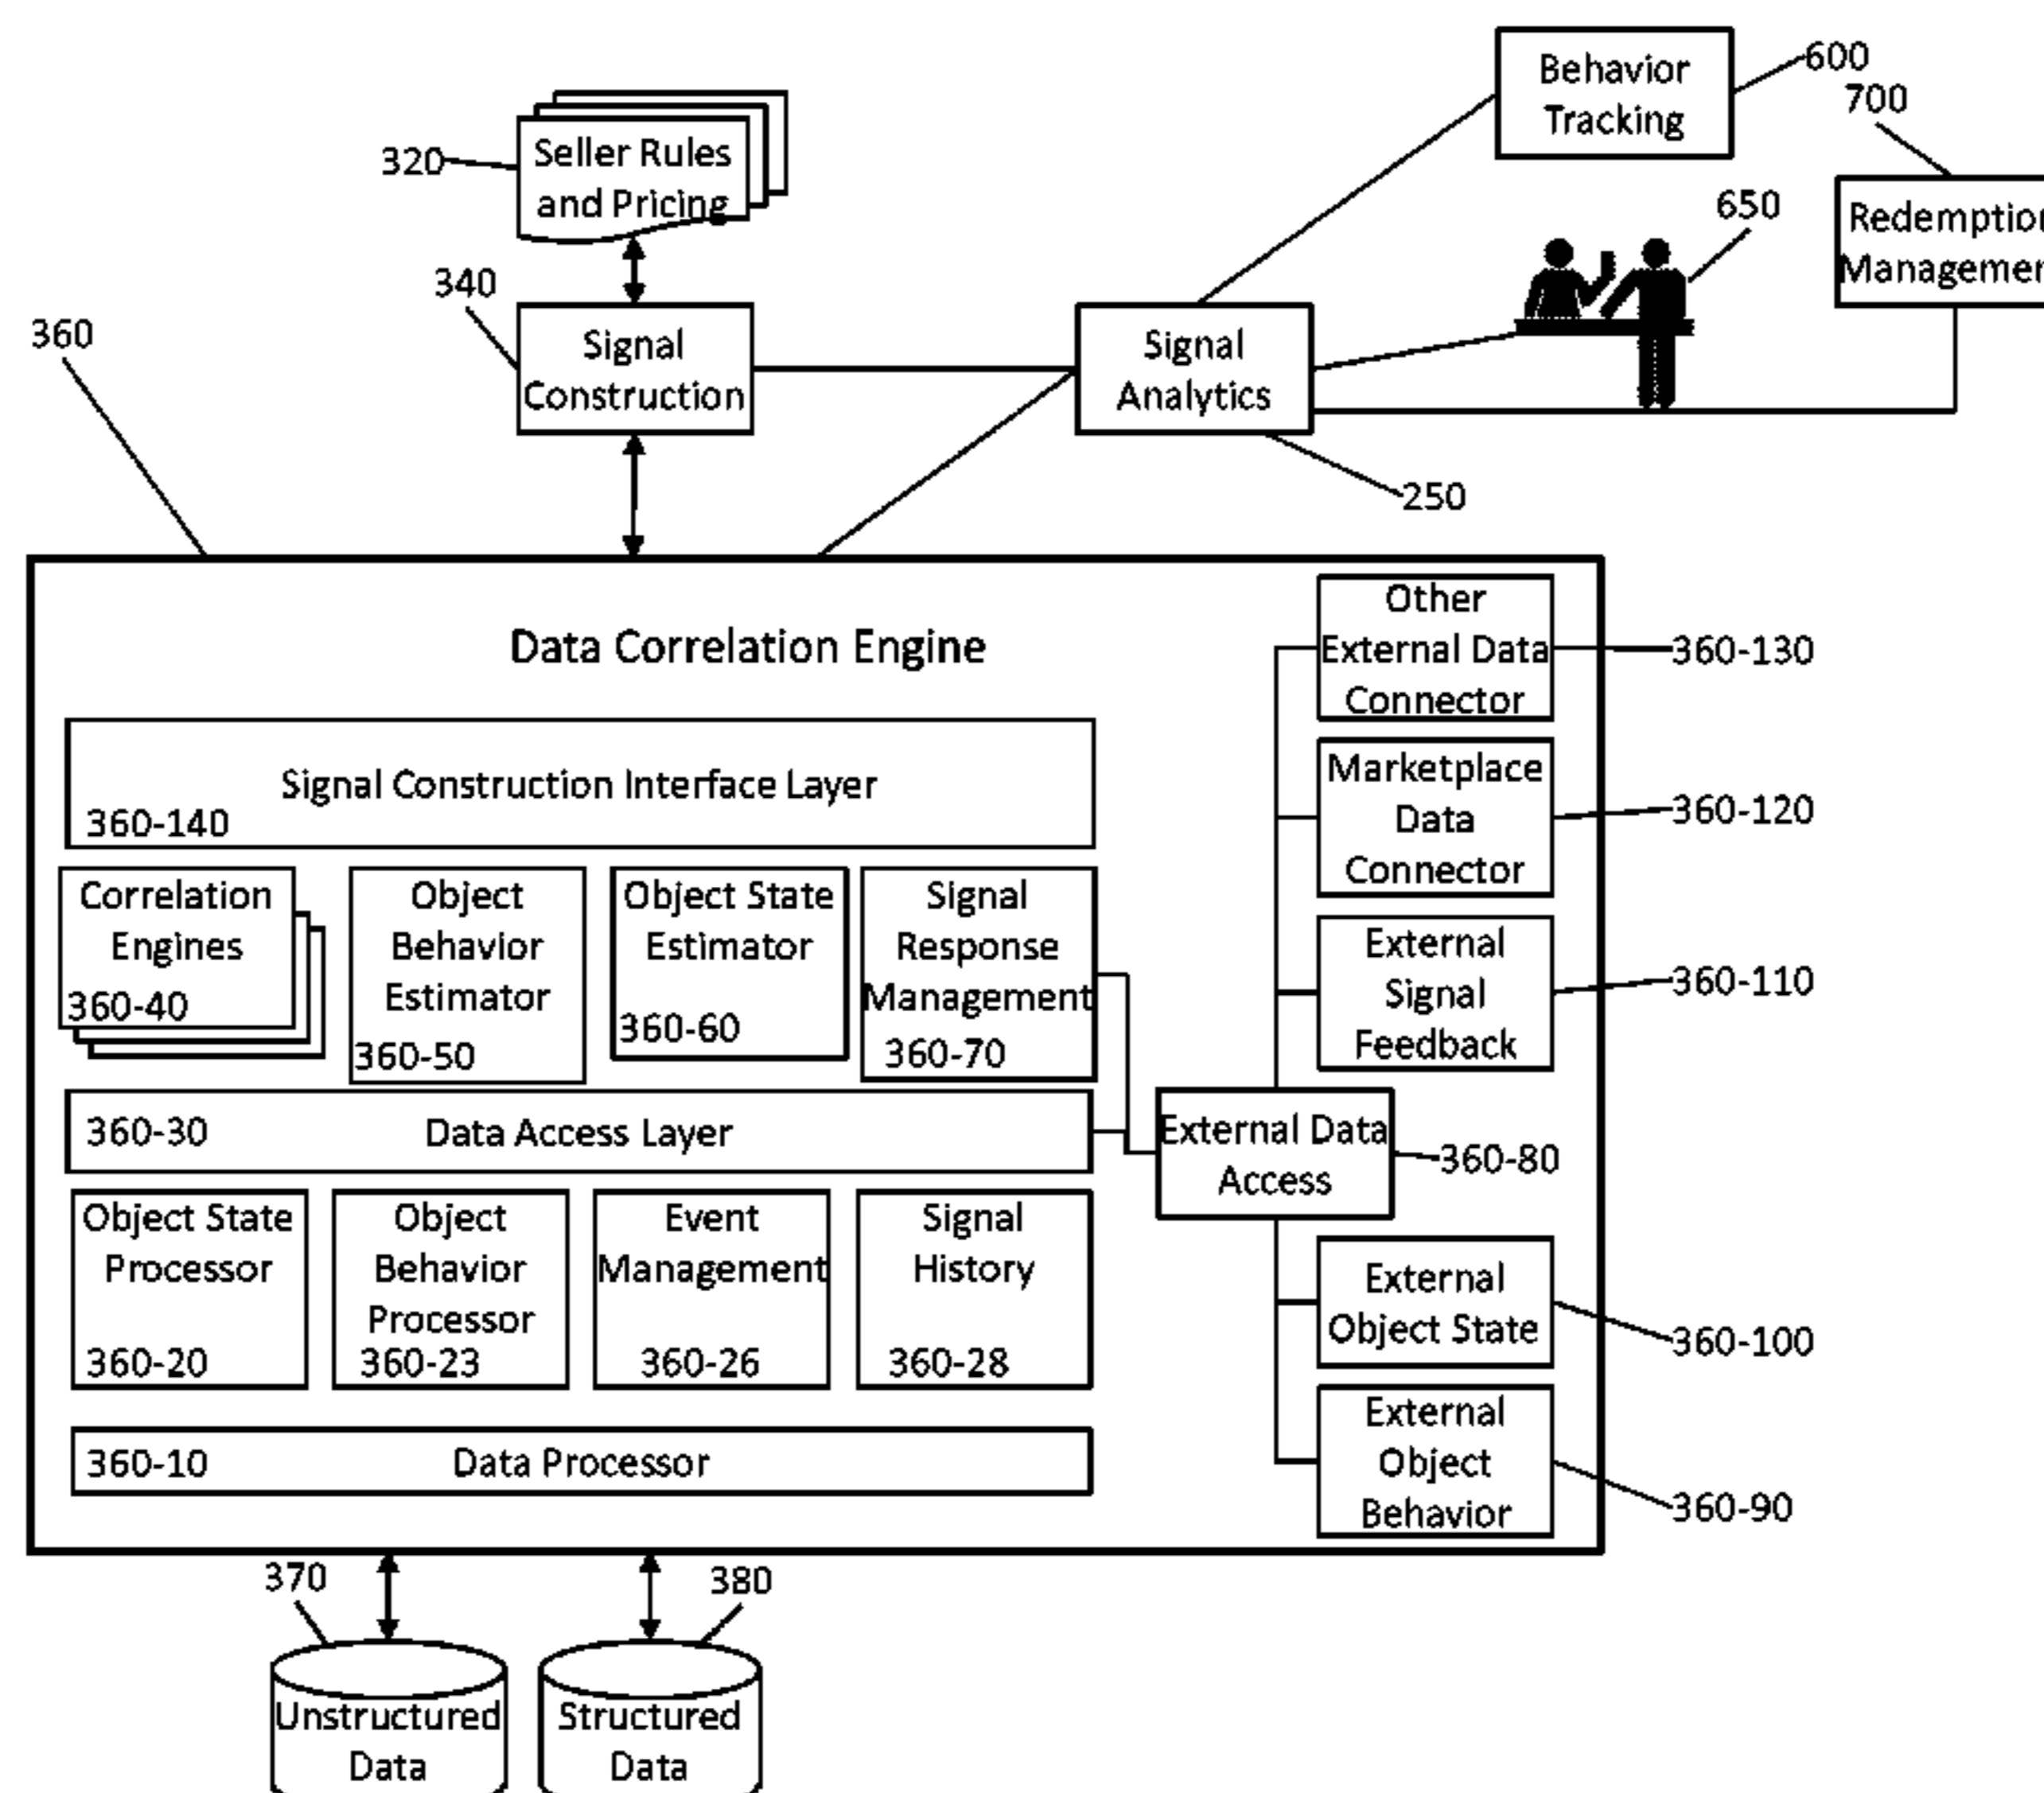 Behavior
Tracking
600
700
Seller Rules
and Pricing
320
650
Redemption
Managemen
340
360
Signal
Construction
Signal
Analytics
250
Data Correlation Engine
Other
External Data
Connector
360-130
Signal Construction Interface Layer
360-140
Marketplace
Data
Connector
360-120
Correlation
Engines
360-40
Object
Behavior
Estimator
360-50
Object State
Estimator
360-60
Signal
Response
Management
360-70
External
Signal
Feedback
360-110
360-30
Data Access Layer
External Data
Access
360-80
Object State
Processor
360-20
Object
Behavior
Processor
360-23
Event
Management
360-26
Signal
History
360-28
External
Object State
360-100
External
Object
Behavior
360-90
360-10
Data Processor
370
380
Unstructured
Data
Structured
Data